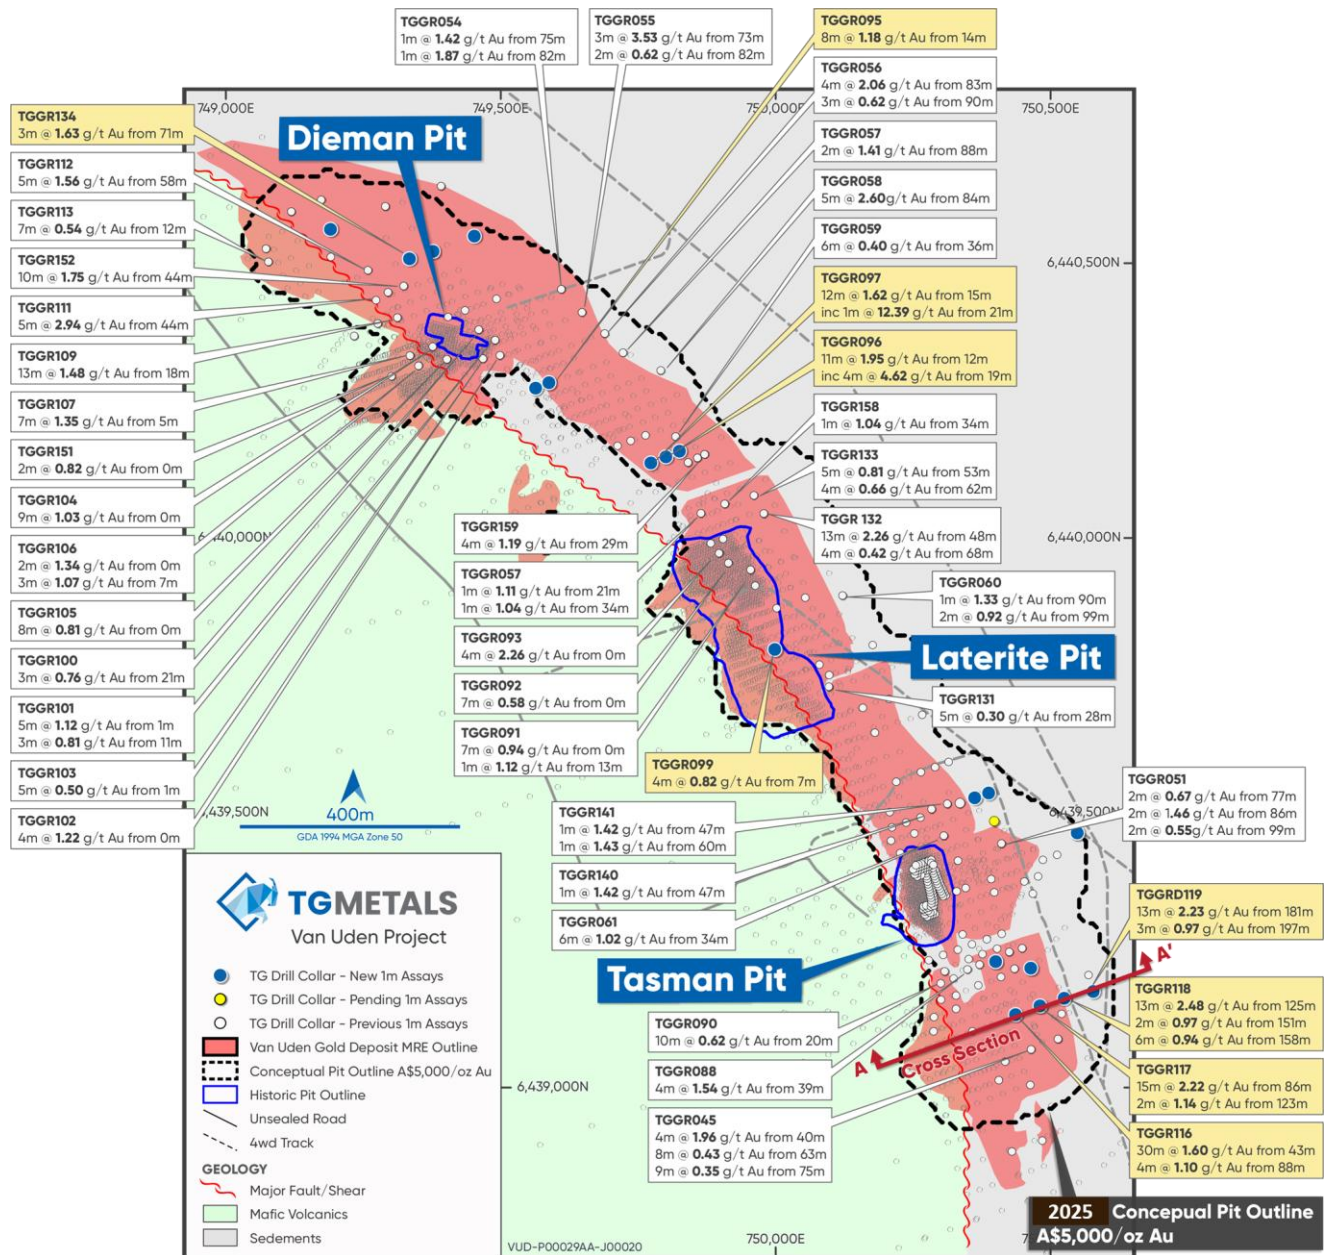 TGGR054
1m @ 1.42 g/t Au from 75m
1m @ 1.87 g/t Au from 82m
TGGR055
3m @ 3.53 g/t Au from 73m
2m @ 0.62 g/t Au from 82m
TGGR095
8m @ 1.18 g/t Au from 14m
TGGR056
4m @ 2.06 g/t Au from 83m
3m @ 0.62 g/t Au from 90m
TGGR057
2m @ 1.41 g/t Au from 88m
TGGR058
5m @ 2.60g/t Au from 84m
TGGR059
6m @ 0.40 g/t Au from 36m
TGGR097
12m @ 1.62 g/t Au from 15m
inc 1m @ 12.39 g/t Au from 21m
TGGR096
11m @ 1.95 g/t Au from 12m
inc 4m @ 4.62 g/t Au from 19m
TGGR158
1m @ 1.04 g/t Au from 34m
TGGR133
5m @ 0.81 g/t Au from 53m
4m @ 0.66 g/t Au from 62m
TGGR 132
13m @ 2.26 g/t Au from 48m
4m @ 0.42 g/t Au from 68m
TGGR060
1m @ 1.33 g/t Au from 90m
2m @ 0.92 g/t Au from 99m
749,000E
749,500E
750,000E
750,500E
Dieman Pit
TGGR134
3m @ 1.63 g/t Au from 71m
TGGR112
5m @ 1.56 g/t Au from 58m
TGGR113
7m @ 0.54 g/t Au from 12m
TGGR152
10m @ 1.75 g/t Au from 44m
TGGR111
5m @ 2.94 g/t Au from 44m
TGGR109
13m @ 1.48 g/t Au from 18m
TGGR107
7m @ 1.35 g/t Au from 5m
TGGR151
2m @ 0.82 g/t Au from 0m
TGGR104
9m @ 1.03 g/t Au from 0m
TGGR106
2m @ 1.34 g/t Au from 0m
3m @ 1.07 g/t Au from 7m
TGGR105
8m @ 0.81 g/t Au from 0m
TGGR100
3m @ 0.76 g/t Au from 21m
TGGR101
5m @ 1.12 g/t Au from 1m
3m @ 0.81 g/t Au from 11m
TGGR103
5m @ 0.50 g/t Au from 1m
TGGR102
4m @ 1.22 g/t Au from 0m
6,440,500N
6,440,000N
6,440,000N
6,439,500N
6,439,500N
6,439,000N
TGGR159
4m @ 1.19 g/t Au from 29m
TGGR057
1m @ 1.11 g/t Au from 21m
1m @ 1.04 g/t Au from 34m
TGGR093
4m @ 2.26 g/t Au from 0m
TGGR092
7m @ 0.58 g/t Au from 0m
TGGR091
7m @ 0.94 g/t Au from 0m
1m @ 1.12 g/t Au from 13m
Laterite Pit
TGGR131
5m @ 0.30 g/t Au from 28m
TGGR099
4m @ 0.82 g/t Au from 7m
TGGR051
2m @ 0.67 g/t Au from 77m
2m @ 1.46 g/t Au from 86m
2m @ 0.55g/t Au from 99m
TGGR141
1m @ 1.42 g/t Au from 47m
1m @ 1.43 g/t Au from 60m
TGGR140
1m @ 1.42 g/t Au from 47m
TGGR061
6m @ 1.02 g/t Au from 34m
Tasman Pit
TGGRD119
13m @ 2.23 g/t Au from 181m
3m @ 0.97 g/t Au from 197m
TGGR118
13m @ 2.48 g/t Au from 125m
2m @ 0.97 g/t Au from 151m
6m @ 0.94 g/t Au from 158m
TGGR117
15m @ 2.22 g/t Au from 86m
2m @ 1.14 g/t Au from 123m
TGGR116
30m @ 1.60 g/t Au from 43m
4m @ 1.10 g/t Au from 88m
TGGR090
10m @ 0.62 g/t Au from 20m
TGGR088
4m @ 1.54 g/t Au from 39m
TGGR045
4m @ 1.96 g/t Au from 40m
8m @ 0.43 g/t Au from 63m
9m @ 0.35 g/t Au from 75m
A
Cross Section
A'
400m
GDA 1994 MGA Zone 50
TGMETALS
Van Uden Project
TG Drill Collar - New 1m Assays
TG Drill Collar - Pending 1m Assays
TG Drill Collar - Previous 1m Assays
Van Uden Gold Deposit MRE Outline
Conceptual Pit Outline A$5,000/oz Au
Historic Pit Outline
Unsealed Road
4wd Track
GEOLOGY
Major Fault/Shear
Mafic Volcanics
Sedements
VUD-P00029AA-J00020
750,000E
2025 Concepual Pit Outline
A$5,000/oz Au